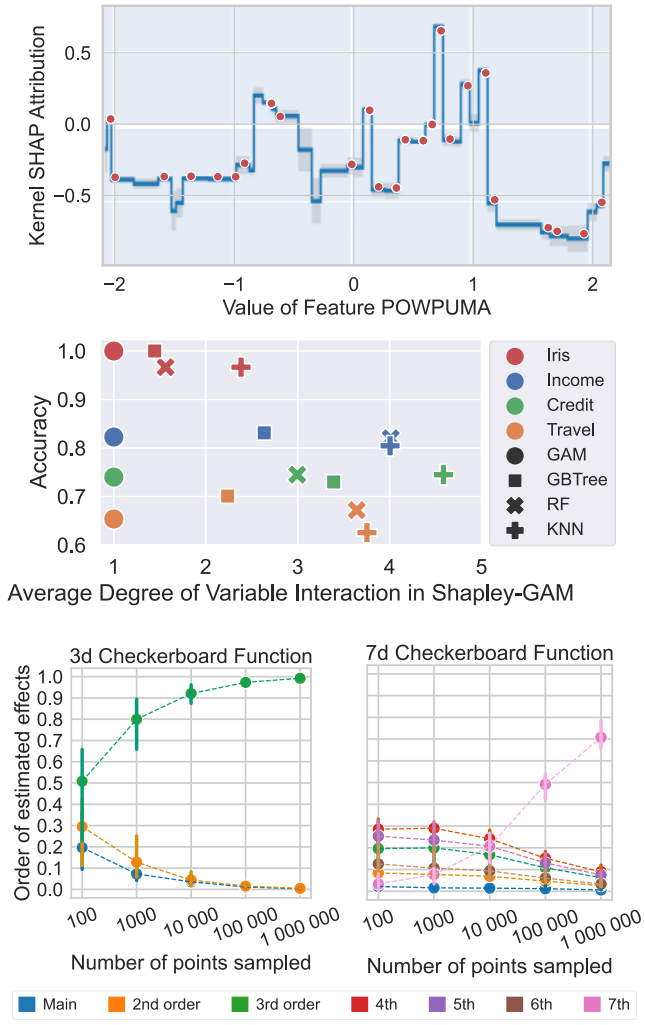 Kernel SHAP Attribution
0.5
0.0
−0.5
−2 −1 0 1 2
Value of Feature POWPUMA
Accuracy
1.0
0.9
0.8
0.7
0.6
1 2 3 4 5
Average Degree of Variable Interaction in Shapley-GAM
Iris
Income
Credit
Travel
GAM
GBTree
RF
KNN
3d Checkerboard Function
Order of estimated effects
1.0
0.9
0.8
0.7
0.6
0.5
0.4
0.3
0.2
0.1
0.0
100 1000 10 000 100 000 1 000 000
Number of points sampled
7d Checkerboard Function
100 1000 10 000 100 000 1 000 000
Number of points sampled
Main 2nd order 3rd order 4th 5th 6th 7th